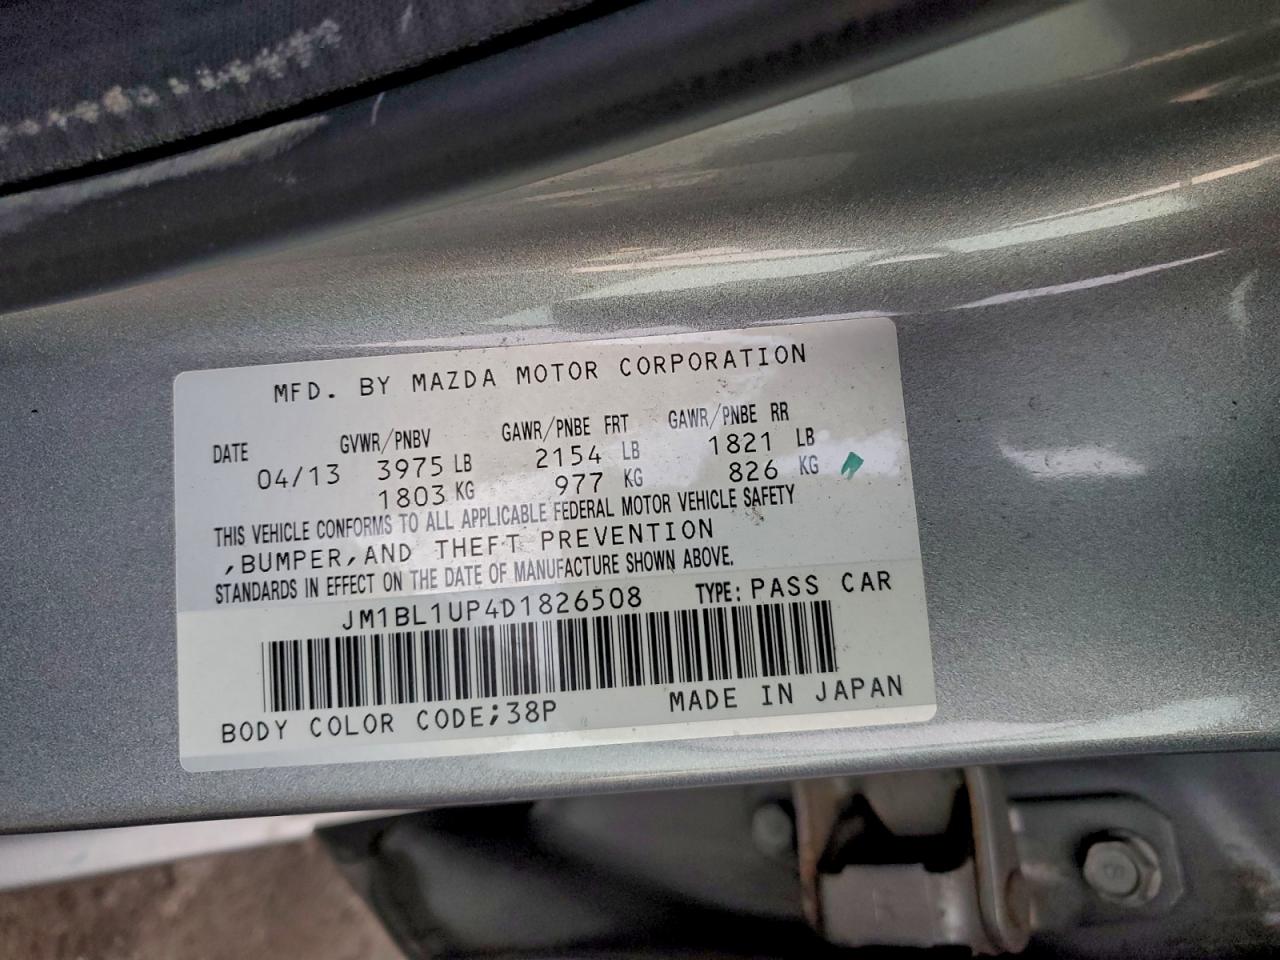 MFD. BY MAZDA MOTOR CORPORATION
DATE GVWR/PNBV GAWR/PNBE FRT GAWR/PNBE RR
04/13 3975 LB 2154 LB 1821 LB
1803 KG 977 KG 826 KG
THIS VEHICLE CONFORMS TO ALL APPLICABLE FEDERAL MOTOR VEHICLE SAFETY
,BUMPER,AND THEFT PREVENTION
STANDARDS IN EFFECT ON THE DATE OF MANUFACTURE SHOWN ABOVE.
JM1BL1UP4D1826508 TYPE: PASS CAR
BODY COLOR CODE;38P MADE IN JAPAN